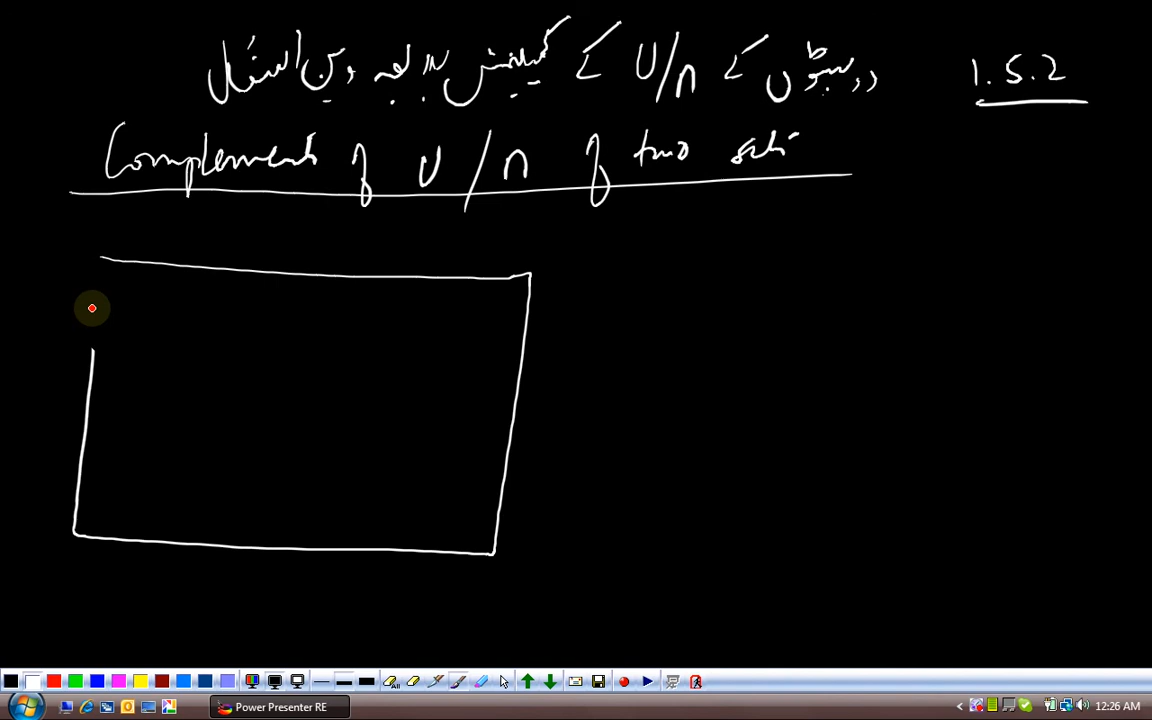 دو سیٹوں کے U/∩ کے کمپلیمنٹس بذریعہ وین اشکال 1.5.2
Complement of U/∩ of two sets
Power Presenter RE
12:26 AM